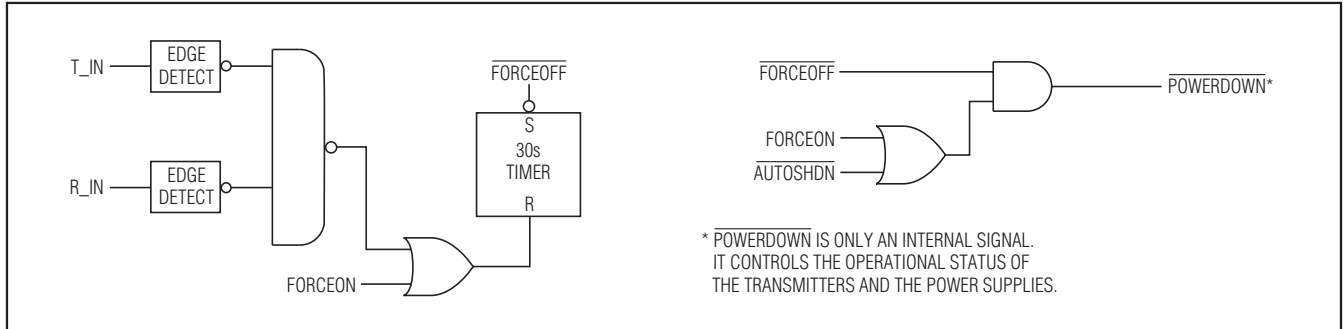 T_IN
EDGE
DETECT
R_IN
EDGE
DETECT
FORCEON
FORCEOFF
S
30s
TIMER
R
FORCEOFF
FORCEON
AUTOSHDN
POWERDOWN*
* POWERDOWN IS ONLY AN INTERNAL SIGNAL.
IT CONTROLS THE OPERATIONAL STATUS OF
THE TRANSMITTERS AND THE POWER SUPPLIES.